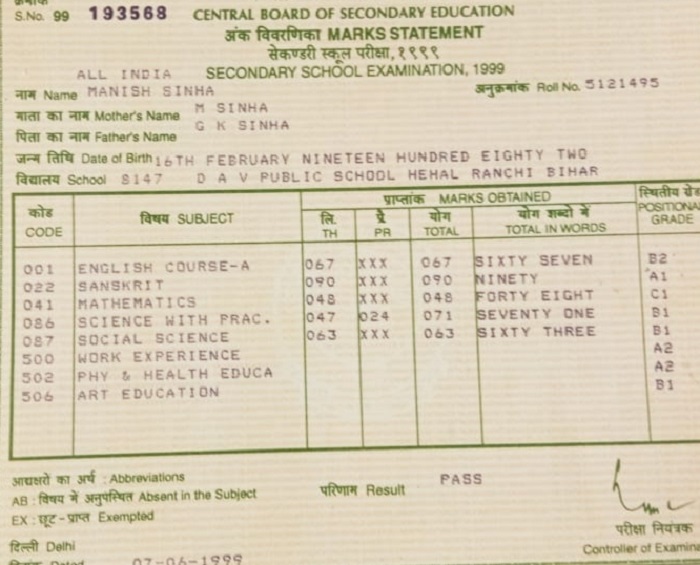 क्रमांक
S.No. 99 193568 CENTRAL BOARD OF SECONDARY EDUCATION
अंक विवरणिका MARKS STATEMENT
सेकण्डरी स्कूल परीक्षा, १९९९
ALL INDIA SECONDARY SCHOOL EXAMINATION, 1999
नाम Name MANISH SINHA अनुक्रमांक Roll No. 5121495
माता का नाम Mother's Name M SINHA
पिता का नाम Father's Name G K SINHA
जन्म तिथि Date of Birth 16TH FEBRUARY NINETEEN HUNDRED EIGHTY TWO
विद्यालय School 8147 D A V PUBLIC SCHOOL HEHAL RANCHI BIHAR
कोड CODE विषय SUBJECT प्राप्तांक MARKS OBTAINED स्थितीय ग्रेड POSITIONAL GRADE
लि. TH प्रै PR योग TOTAL योग शब्दों में TOTAL IN WORDS
001 ENGLISH COURSE-A 067 XXX 067 SIXTY SEVEN B2
022 SANSKRIT 090 XXX 090 NINETY A1
041 MATHEMATICS 048 XXX 048 FORTY EIGHT C1
086 SCIENCE WITH PRAC. 047 024 071 SEVENTY ONE B1
087 SOCIAL SCIENCE 063 XXX 063 SIXTY THREE B1
500 WORK EXPERIENCE A2
502 PHY & HEALTH EDUCA A2
506 ART EDUCATION B1
आद्यक्षरों का अर्थ : Abbreviations
AB : विषय में अनुपस्थित Absent in the Subject परिणाम Result PASS
EX : छूट-प्राप्त Exempted
परीक्षा नियंत्रक
दिल्ली Delhi Controller of Examina
दिनांक Dated 07-06-1999